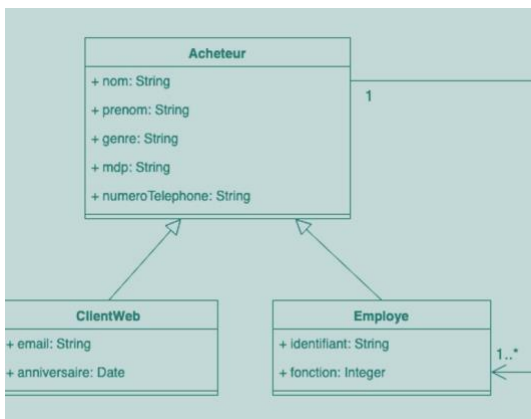 Acheteur
+ nom: String
+ prenom: String
+ genre: String
+ mdp: String
+ numeroTelephone: String
1
ClientWeb
+ email: String
+ anniversaire: Date
Employe
+ identifiant: String
+ fonction: Integer
1..*